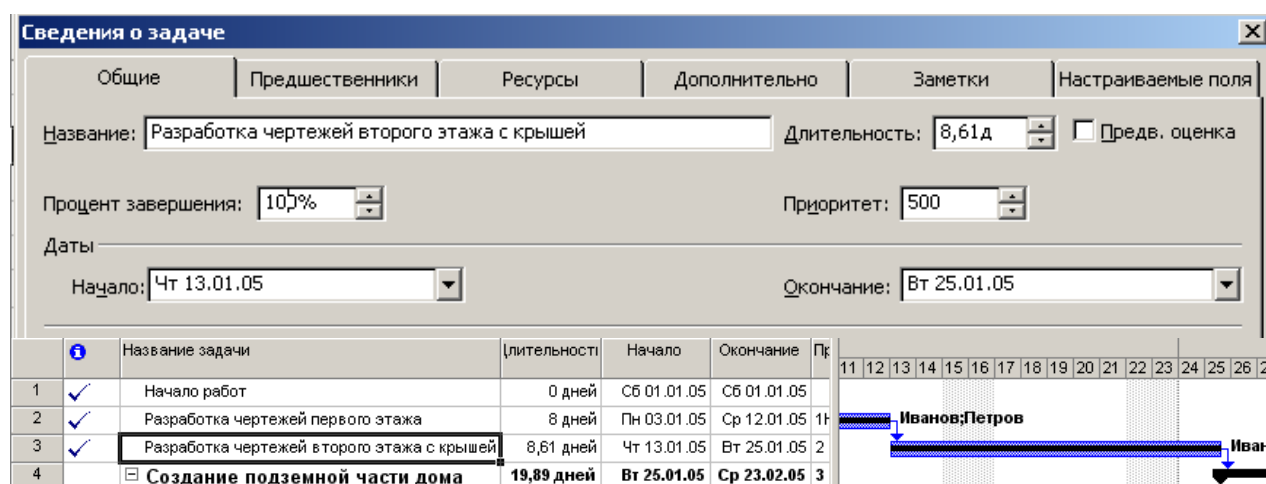 Сведения о задаче
Общие Предшественники Ресурсы Дополнительно Заметки Настраиваемые поля
Название: Разработка чертежей второго этажа с крышей Длительность: 8,61д Предв. оценка
Процент завершения: 100% Приоритет: 500
Даты
Начало: Чт 13.01.05 Окончание: Вт 25.01.05
Название задачи Длительності Начало Окончание Пр
11 12 13 14 15 16 17 18 19 20 21 22 23 24 25 26 2
1 Начало работ 0 дней Сб 01.01.05 Сб 01.01.05
2 Разработка чертежей первого этажа 8 дней Пн 03.01.05 Ср 12.01.05 1Н Иванов;Петров
3 Разработка чертежей второго этажа с крышей 8,61 дней Чт 13.01.05 Вт 25.01.05 2 Иван
4 Создание подземной части дома 19,89 дней Вт 25.01.05 Ср 23.02.05 3